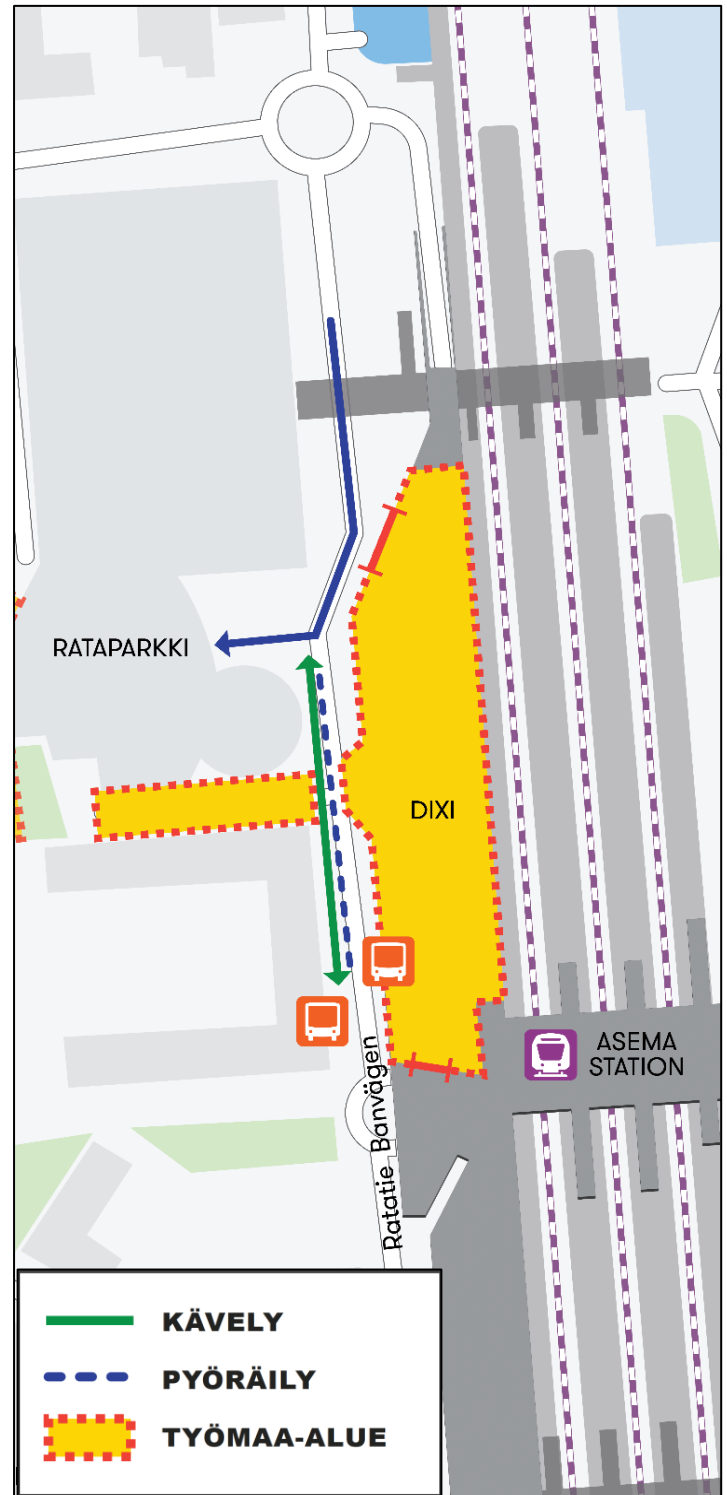 RATAPARKKI
DIXI
ASEMA
STATION
Ratatie Banvägen
KÄVELY
PYÖRÄILY
TYÖMAA-ALUE